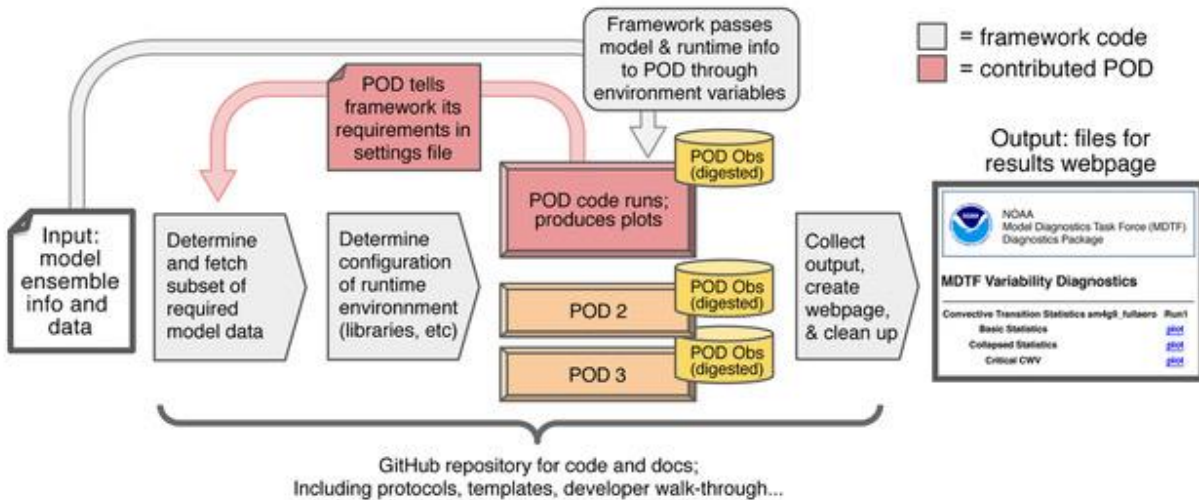 Framework passes
model & runtime info
to POD through
environment variables
= framework code
= contributed POD
POD tells
framework its
requirements in
settings file
POD Obs
(digested)
Output: files for
results webpage
POD code runs;
produces plots
Input:
model
ensemble
info and
data
Determine
and fetch
subset of
required
model data
Determine
configuration
of runtime
environnment
(libraries, etc)
POD Obs
(digested)
POD 2
POD Obs
(digested)
POD 3
Collect
output,
create
webpage,
& clean up
NOAA
Model Diagnostics Task Force (MDTF)
Diagnostics Package
MDTF Variability Diagnostics
Convective Transition Statistics am4g6_fullaero Run1
Basic Statistics plot
Collapsed Statistics plot
Critical CWV plot
GitHub repository for code and docs;
Including protocols, templates, developer walk-through...